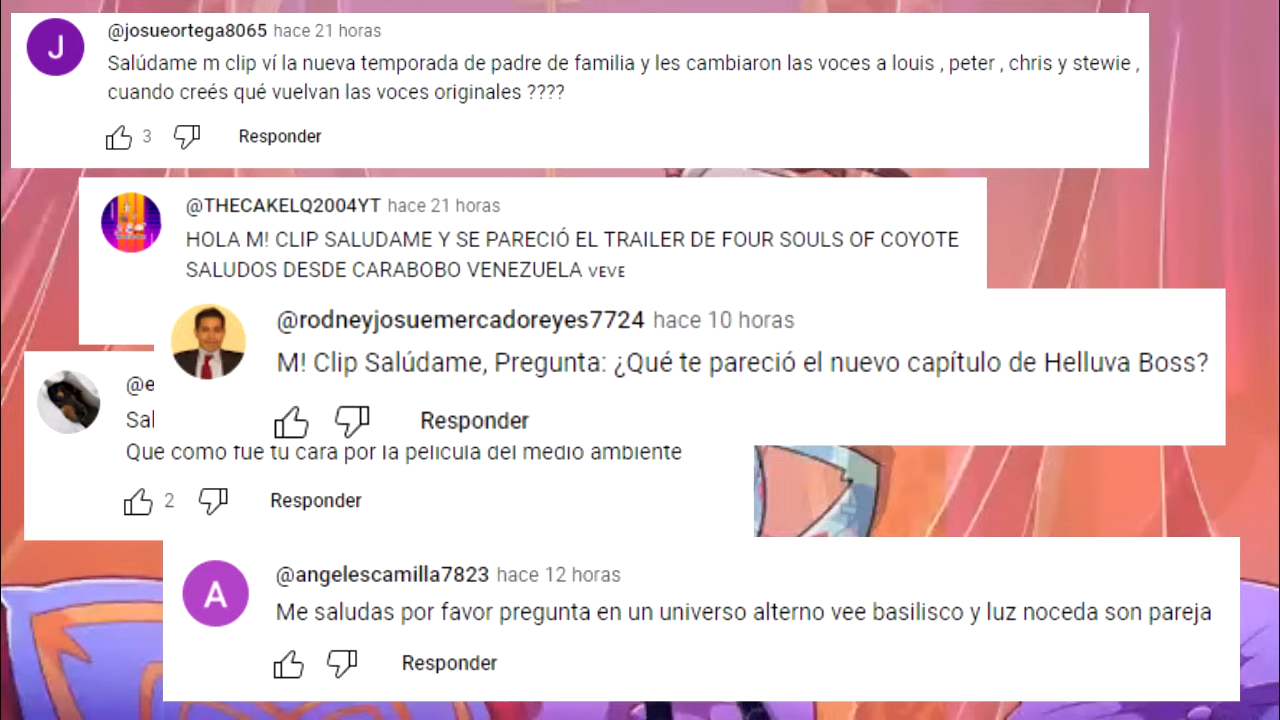 J
@josueortega8065 hace 21 horas
Salúdame m clip ví la nueva temporada de padre de familia y les cambiaron las voces a louis , peter , chris y stewie ,
cuando creés qué vuelvan las voces originales ????
3
Responder
@THECAKELQ2004YT hace 21 horas
HOLA M! CLIP SALUDAME Y SE PARECIÓ EL TRAILER DE FOUR SOULS OF COYOTE
SALUDOS DESDE CARABOBO VENEZUELA VEVE
@rodneyjosuemercadoreyes7724 hace 10 horas
M! Clip Salúdame, Pregunta: ¿Qué te pareció el nuevo capítulo de Helluva Boss?
Responder
@e
Sal
Que como fue tu cara por la película del medio ambiente
2
Responder
A
@angelescamilla7823 hace 12 horas
Me saludas por favor pregunta en un universo alterno vee basilisco y luz noceda son pareja
Responder